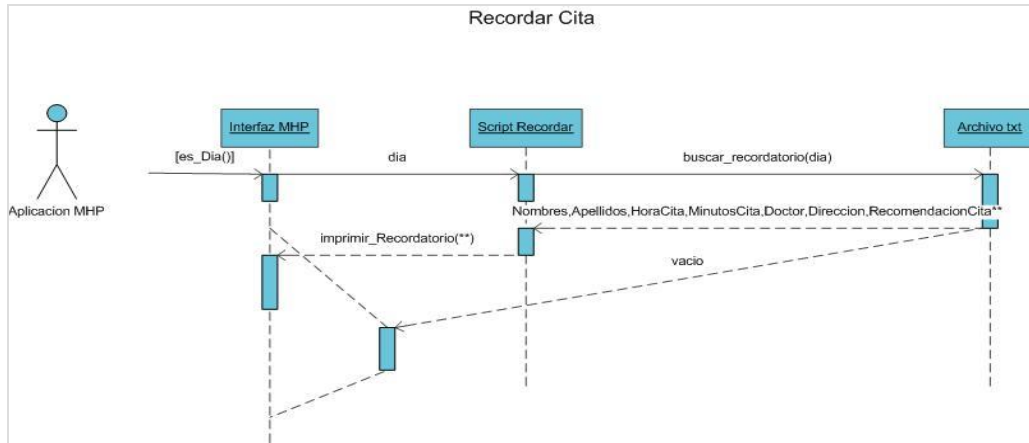 Recordar Cita
Interfaz MHP
Script Recordar
Archivo txt
[es_Dia()]
dia
buscar_recordatorio(dia)
Aplicacion MHP
Nombres,Apellidos,HoraCita,MinutosCita,Doctor,Direccion,RecomendacionCita**
imprimir_Recordatorio(**)
vacio